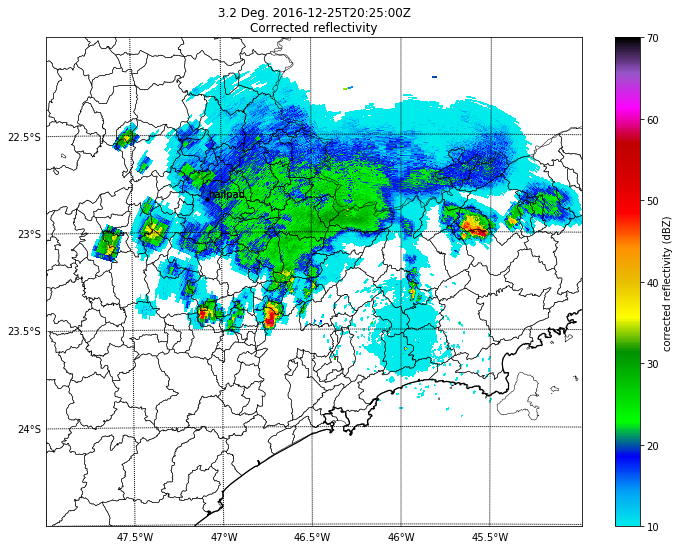 3.2 Deg. 2016-12-25T20:25:00Z
Corrected reflectivity
22.5°S
23°S
23.5°S
24°S
47.5°W
47°W
46.5°W
46°W
45.5°W
70
60
50
40
30
20
10
corrected reflectivity (dBZ)